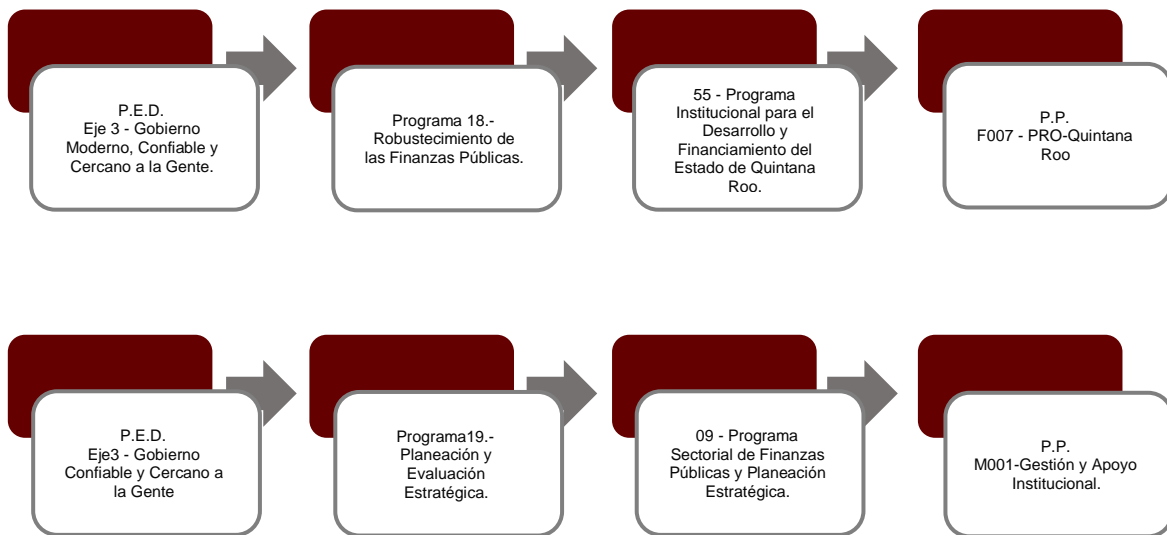 P.E.D.
Eje 3 - Gobierno
Moderno, Confiable y
Cercano a la Gente.
Programa 18.-
Robustecimiento de
las Finanzas Públicas.
55 - Programa
Institucional para el
Desarrollo y
Financiamiento del
Estado de Quintana
Roo.
P.P.
F007 - PRO-Quintana
Roo
P.E.D.
Eje3 - Gobierno
Confiable y Cercano a
la Gente
Programa19.-
Planeación y
Evaluación
Estratégica.
09 - Programa
Sectorial de Finanzas
Públicas y Planeación
Estratégica.
P.P.
M001-Gestión y Apoyo
Institucional.